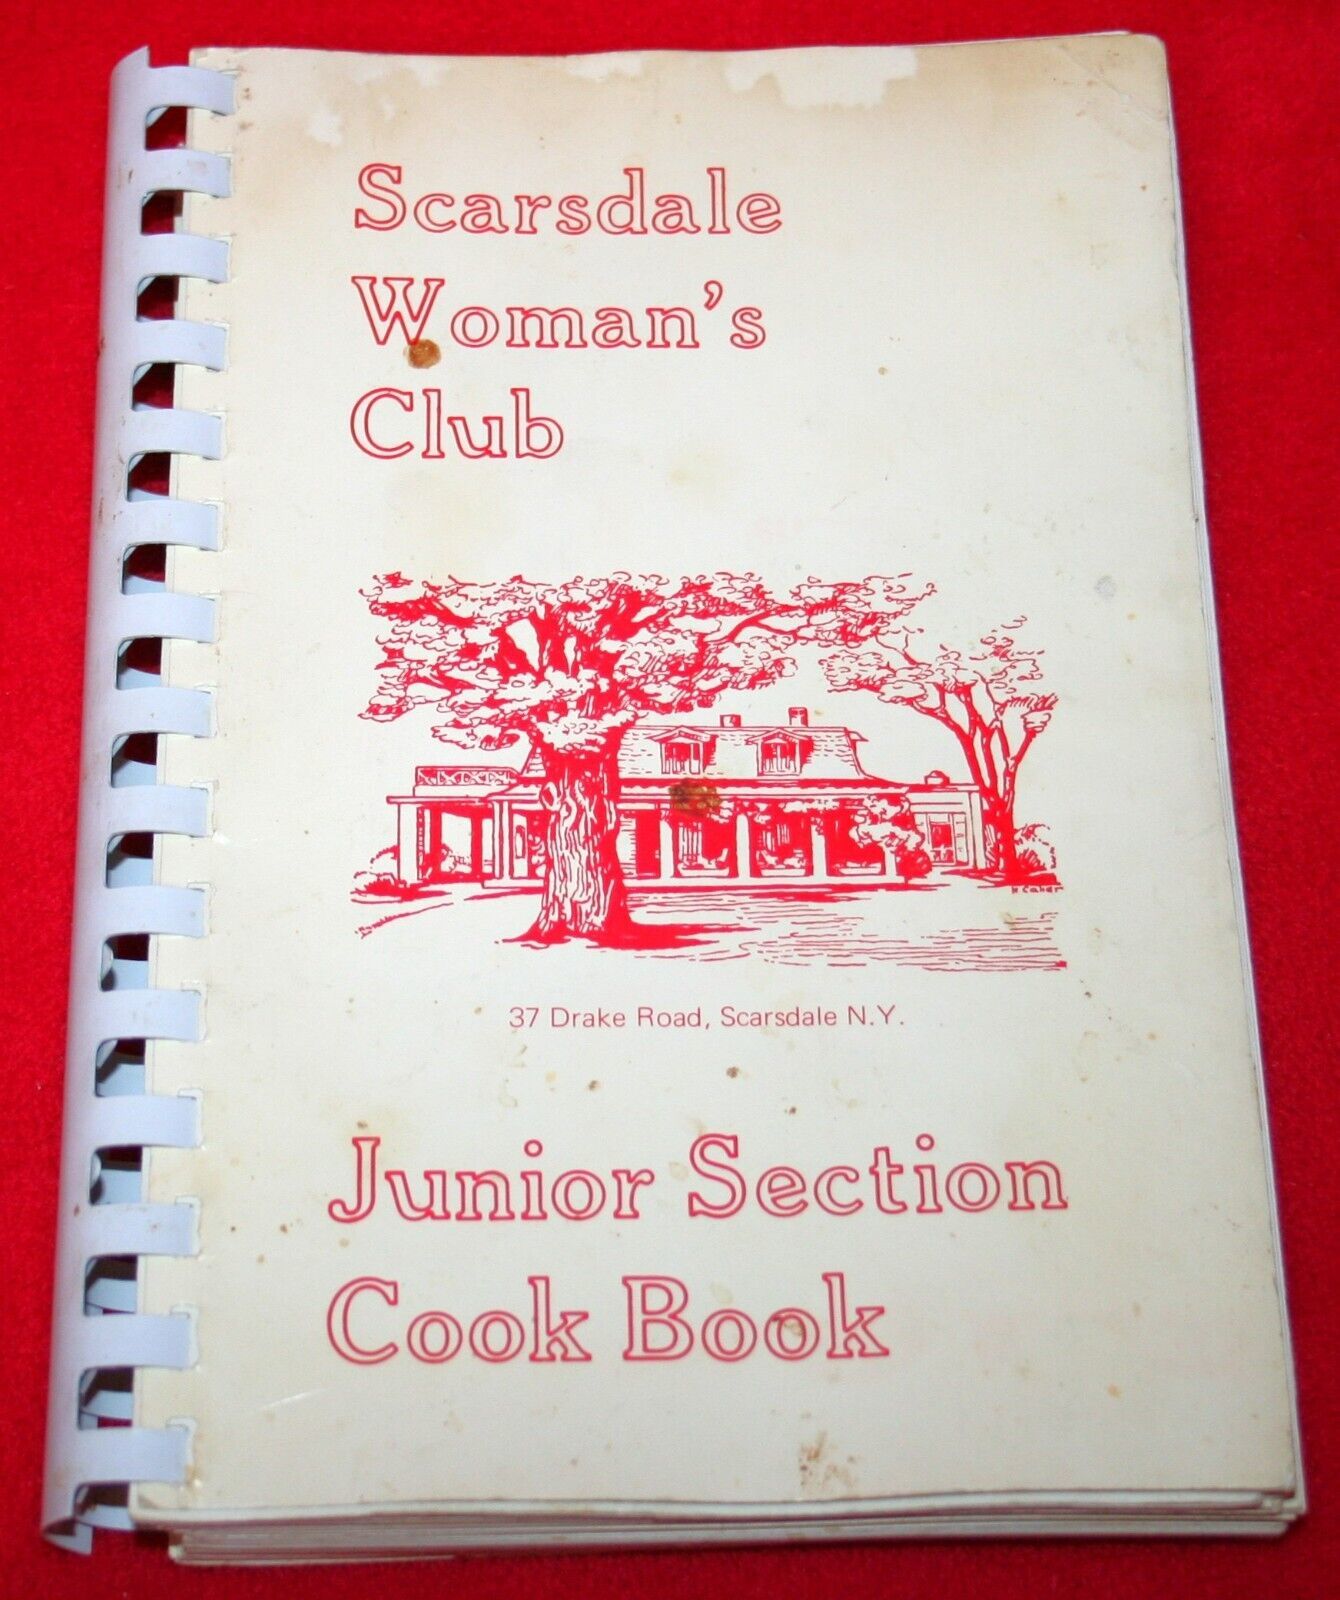 Scarsdale
Woman's
Club
37 Drake Road, Scarsdale N.Y.
Junior Section
Cook Book